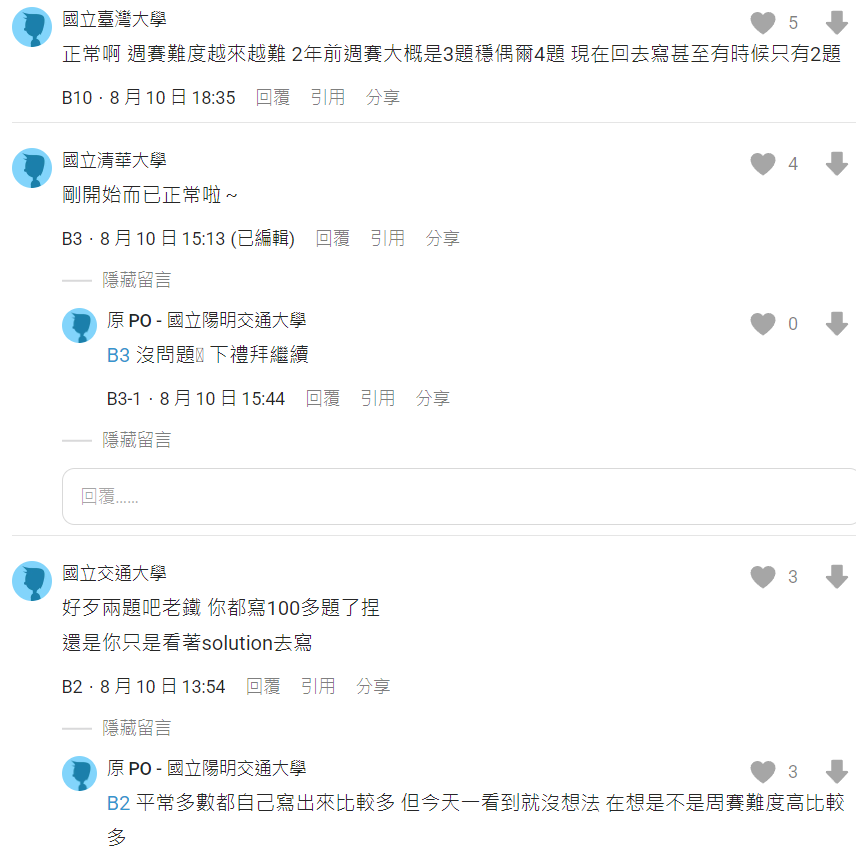 國立臺灣大學
5
正常啊 週賽難度越來越難 2年前週賽大概是3題穩偶爾4題 現在回去寫甚至有時候只有2題
B10 · 8 月 10 日 18:35 回覆 引用 分享
國立清華大學
4
剛開始而已正常啦 ~
B3 · 8 月 10 日 15:13 (已編輯) 回覆 引用 分享
隱藏留言
原 PO - 國立陽明交通大學
0
B3 沒問題 下禮拜繼續
B3-1 · 8 月 10 日 15:44 回覆 引用 分享
隱藏留言
回覆……
國立交通大學
3
好歹兩題吧老鐵 你都寫100多題了捏
還是你只是看著solution去寫
B2 · 8 月 10 日 13:54 回覆 引用 分享
隱藏留言
原 PO - 國立陽明交通大學
3
B2 平常多數都自己寫出來比較多 但今天一看到就沒想法 在想是不是周賽難度高比較
多